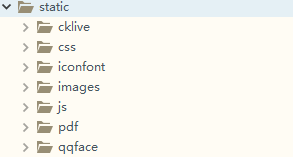 static
cklive
css
iconfont
images
js
pdf
qqface